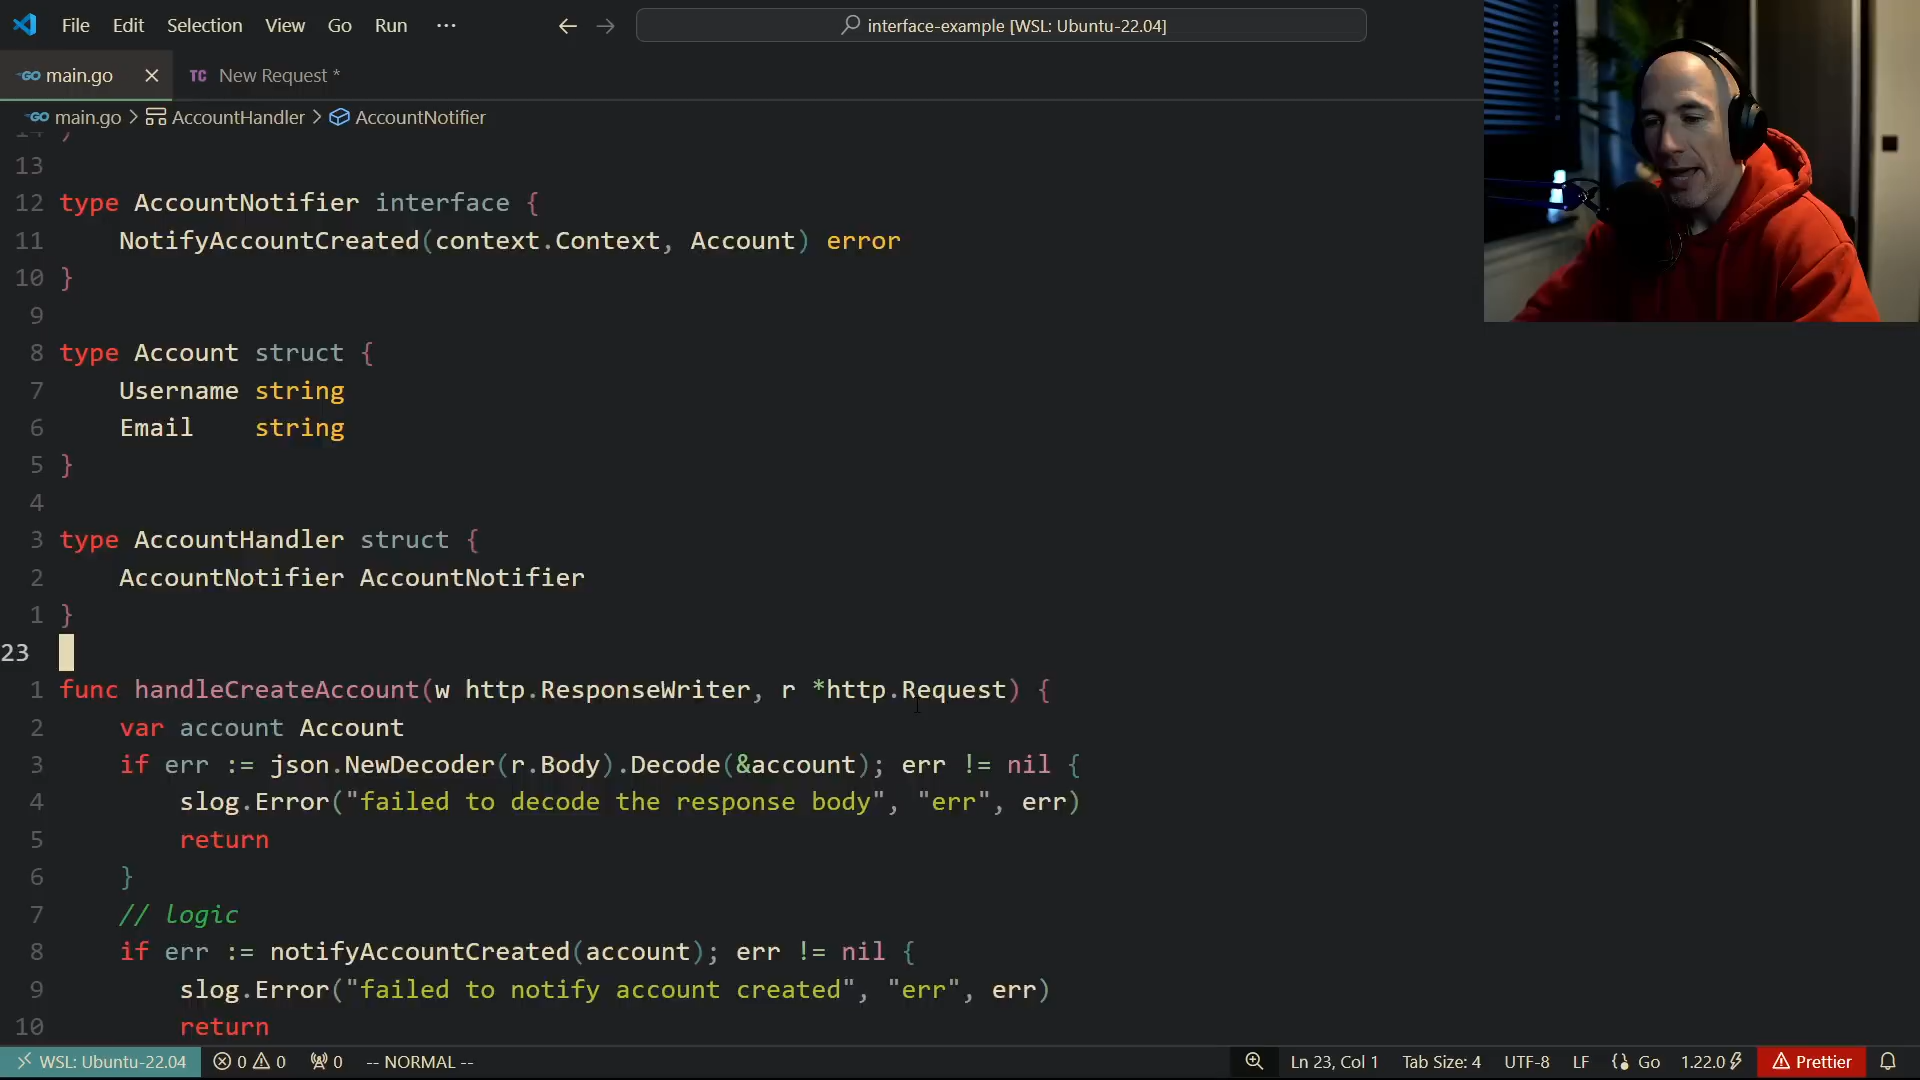 File Edit Selection View Go Run ···
interface-example [WSL: Ubuntu-22.04]
main.go
TC New Request *
main.go > AccountHandler > AccountNotifier
13
12 type AccountNotifier interface {
11 NotifyAccountCreated(context.Context, Account) error
10 }
9
8 type Account struct {
7 Username string
6 Email string
5 }
4
3 type AccountHandler struct {
2 AccountNotifier AccountNotifier
1 }
23
1 func handleCreateAccount(w http.ResponseWriter, r *http.Request) {
2 var account Account
3 if err := json.NewDecoder(r.Body).Decode(&account); err != nil {
4 slog.Error("failed to decode the response body", "err", err)
5 return
6 }
7 // logic
8 if err := notifyAccountCreated(account); err != nil {
9 slog.Error("failed to notify account created", "err", err)
10 return
WSL: Ubuntu-22.04 0 0 0 -- NORMAL -- Ln 23, Col 1 Tab Size: 4 UTF-8 LF Go 1.22.0 Prettier